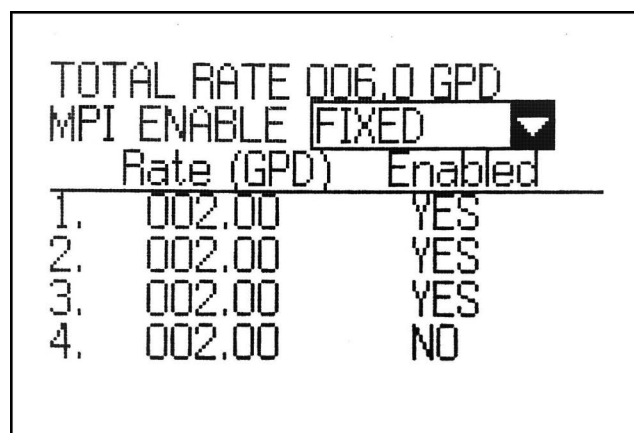 TOTAL RATE 006.0 GPD
MPI ENABLE FIXED
Rate (GPD) Enabled
1. 002.00 YES
2. 002.00 YES
3. 002.00 YES
4. 002.00 NO